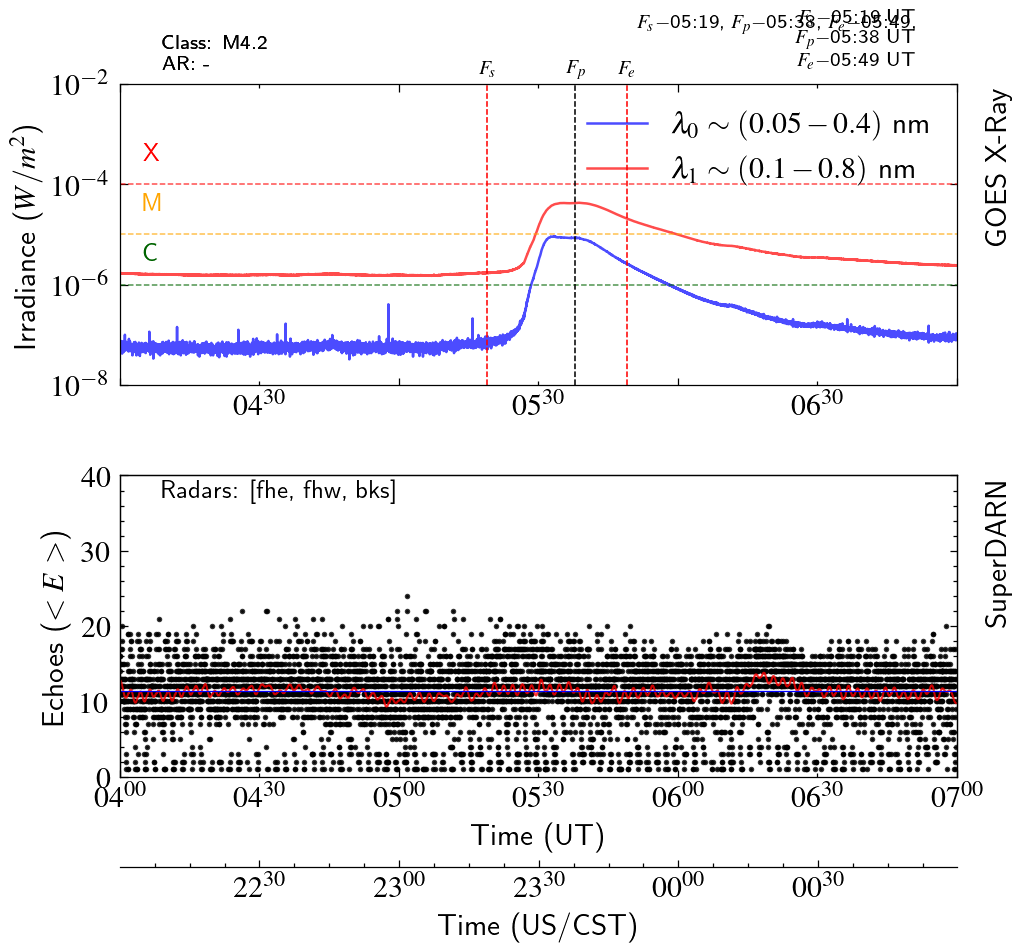 F_s−05:19, F_p−05:38, F_e−05:49
F_s−05:19 UT
F_p−05:38 UT
F_e−05:49 UT
Class: M4.2
AR: -
F_s F_p F_e
10^−2
10^−4
10^−6
10^−8
Irradiance (W/m^2)
X
M
C
λ_0 ∼ (0.05 − 0.4) nm
λ_1 ∼ (0.1 − 0.8) nm
GOES X-Ray
04^30 05^30 06^30
Radars: [fhe, fhw, bks]
40
30
20
10
0
Echoes (< E >)
SuperDARN
04^00 04^30 05^00 05^30 06^00 06^30 07^00
Time (UT)
22^30 23^00 23^30 00^00 00^30
Time (US/CST)